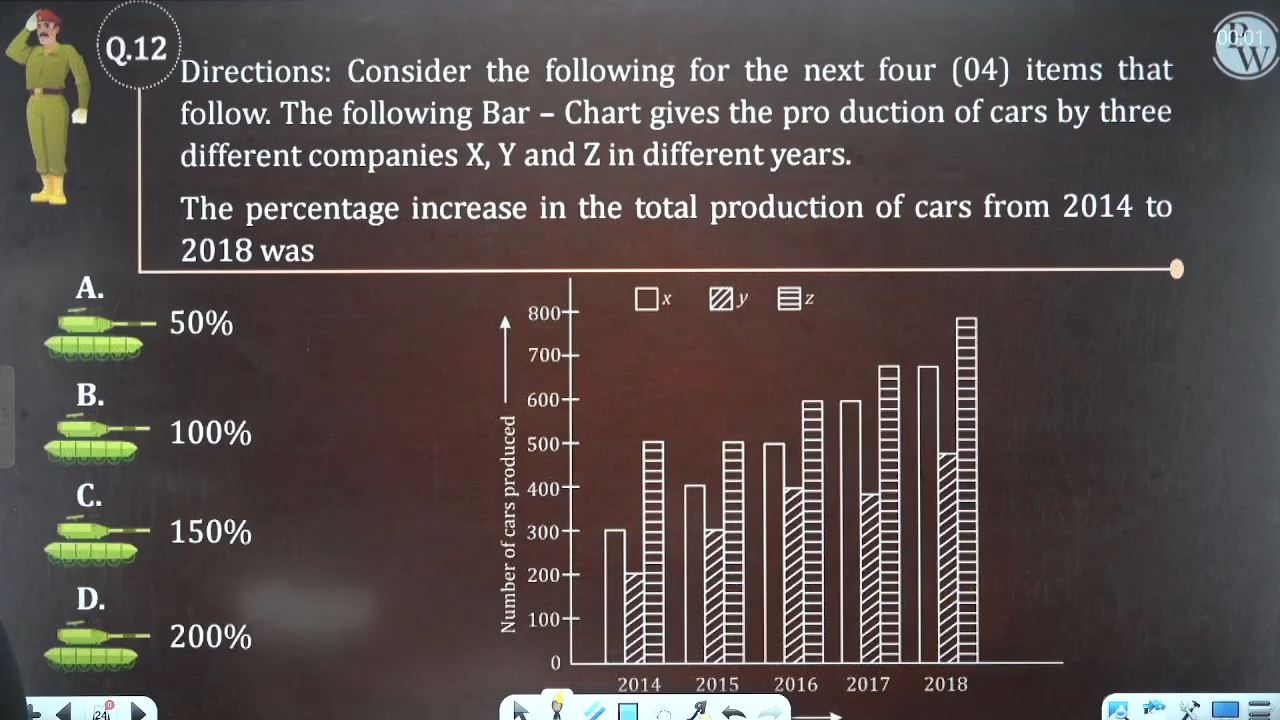 Q.12
00:01
PW
Directions: Consider the following for the next four (04) items that
follow. The following Bar – Chart gives the pro duction of cars by three
different companies X, Y and Z in different years.
The percentage increase in the total production of cars from 2014 to
2018 was
A.
50%
B.
100%
C.
150%
D.
200%
x y z
Number of cars produced
800
700
600
500
400
300
200
100
0
2014 2015 2016 2017 2018
24
0